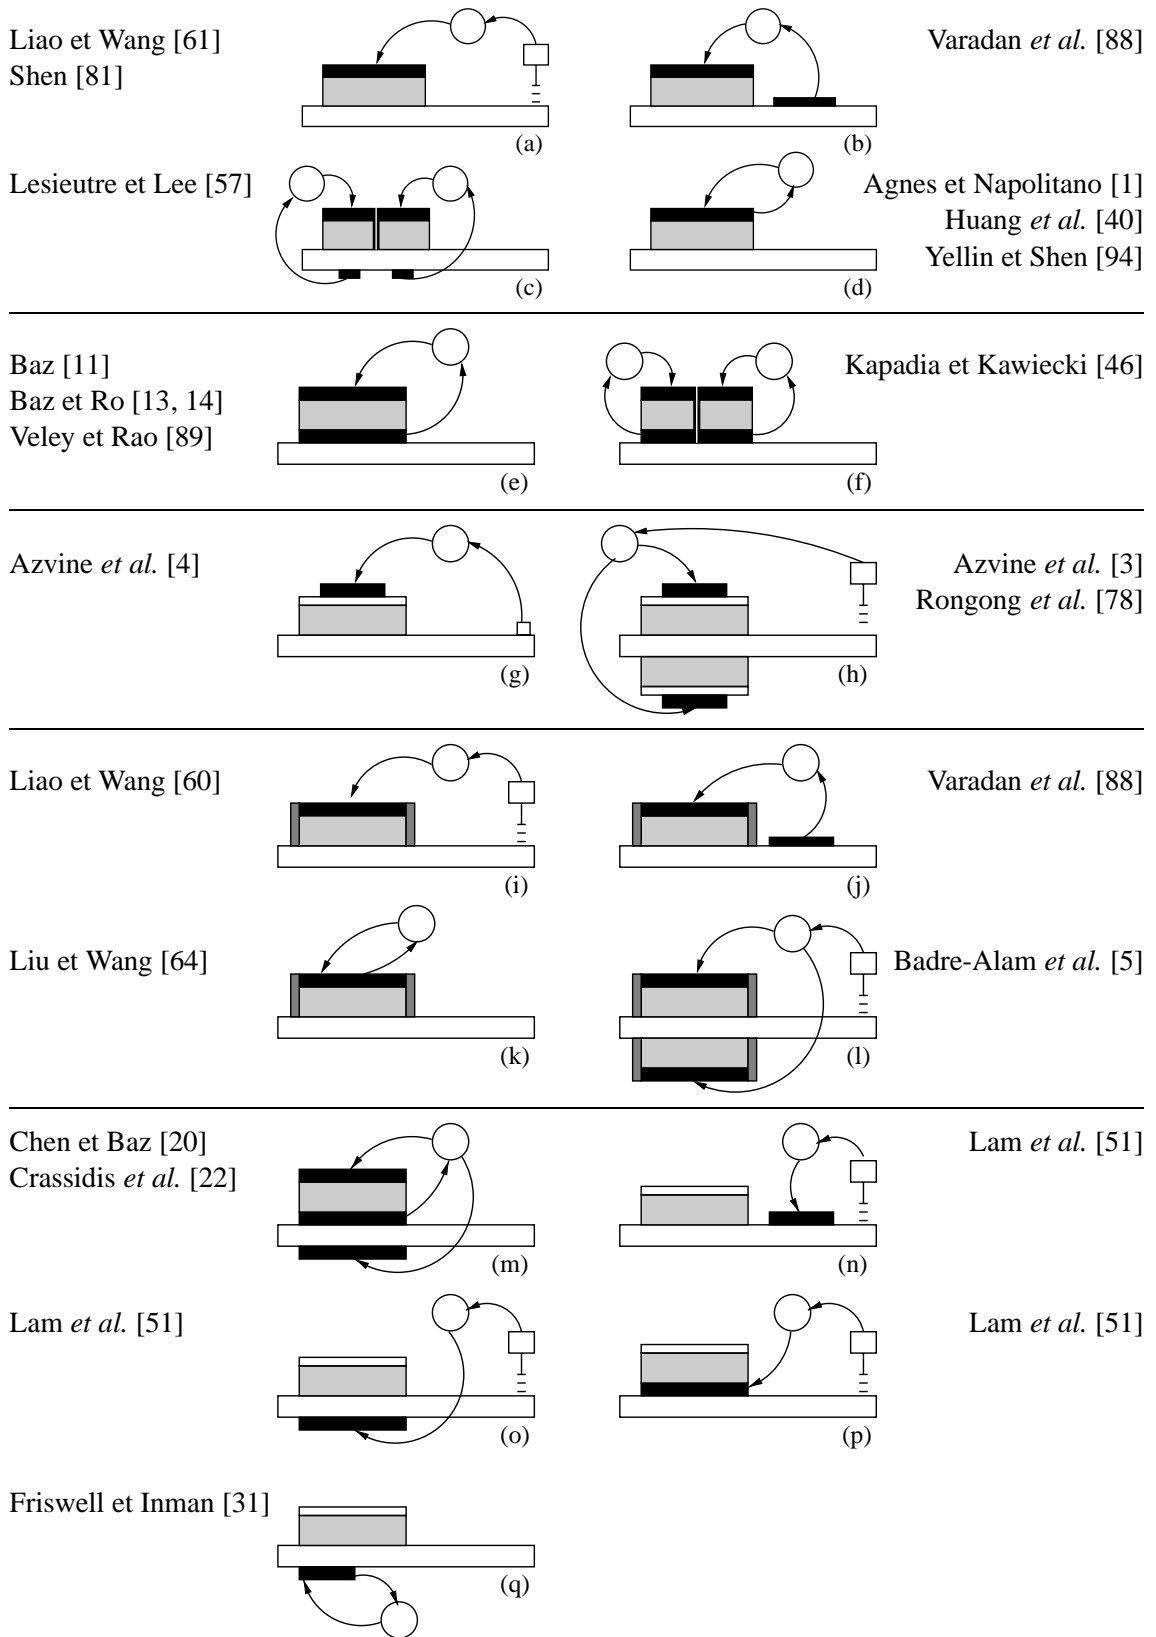 Liao et Wang [61]
Shen [81]
(a)
Varadan et al. [88]
(b)
Lesieutre et Lee [57]
(c)
Agnes et Napolitano [1]
Huang et al. [40]
Yellin et Shen [94]
(d)
Baz [11]
Baz et Ro [13, 14]
Veley et Rao [89]
(e)
Kapadia et Kawiecki [46]
(f)
Azvine et al. [4]
(g)
Azvine et al. [3]
Rongong et al. [78]
(h)
Liao et Wang [60]
(i)
Varadan et al. [88]
(j)
Liu et Wang [64]
(k)
Badre-Alam et al. [5]
(l)
Chen et Baz [20]
Crassidis et al. [22]
(m)
Lam et al. [51]
(n)
Lam et al. [51]
(o)
Lam et al. [51]
(p)
Friswell et Inman [31]
(q)